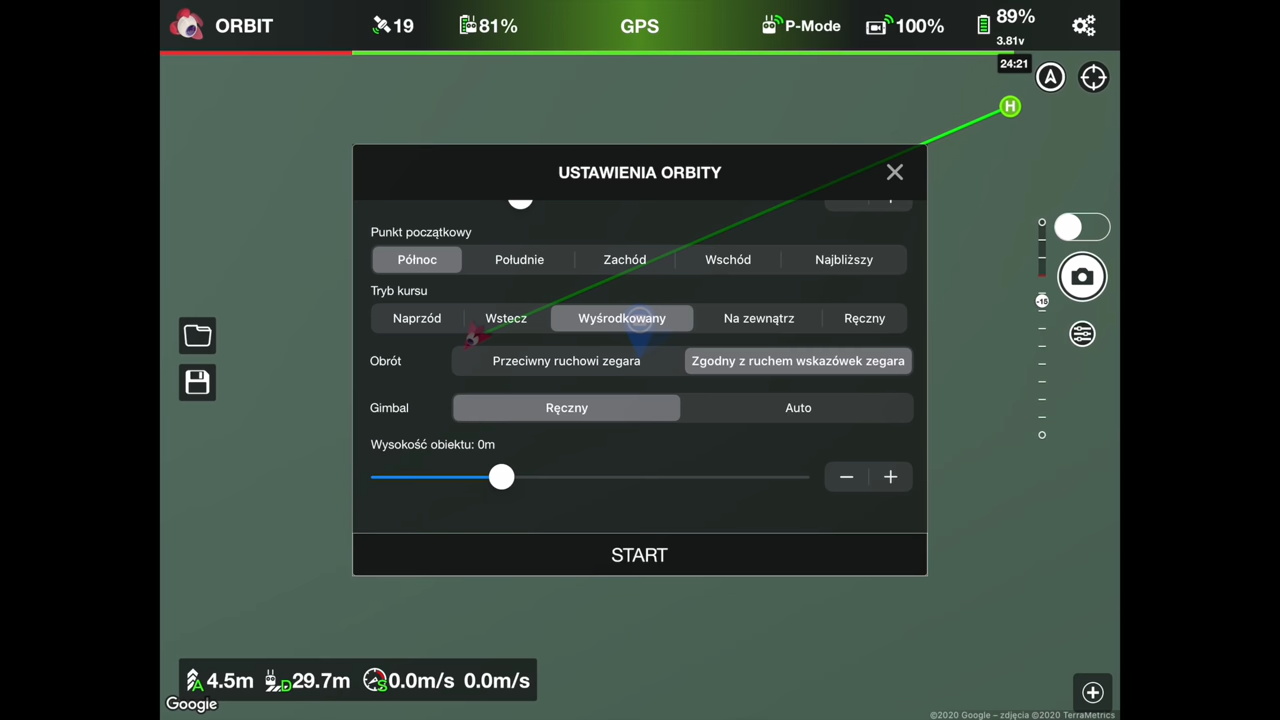 ORBIT 19 81% GPS P-Mode 100% 89%
3.81v
24:21
A
H
USTAWIENIA ORBITY
Punkt początkowy
Północ Południe Zachód Wschód Najbliższy
Tryb kursu
Naprzód Wstecz Wyśrodkowany Na zewnątrz Ręczny
-15
Obrót Przeciwny ruchowi zegara Zgodny z ruchem wskazówek zegara
Gimbal Ręczny Auto
Wysokość obiektu: 0m
START
A 4.5m D 29.7m S 0.0m/s 0.0m/s
Google
©2020 Google – zdjęcia ©2020 TerraMetrics